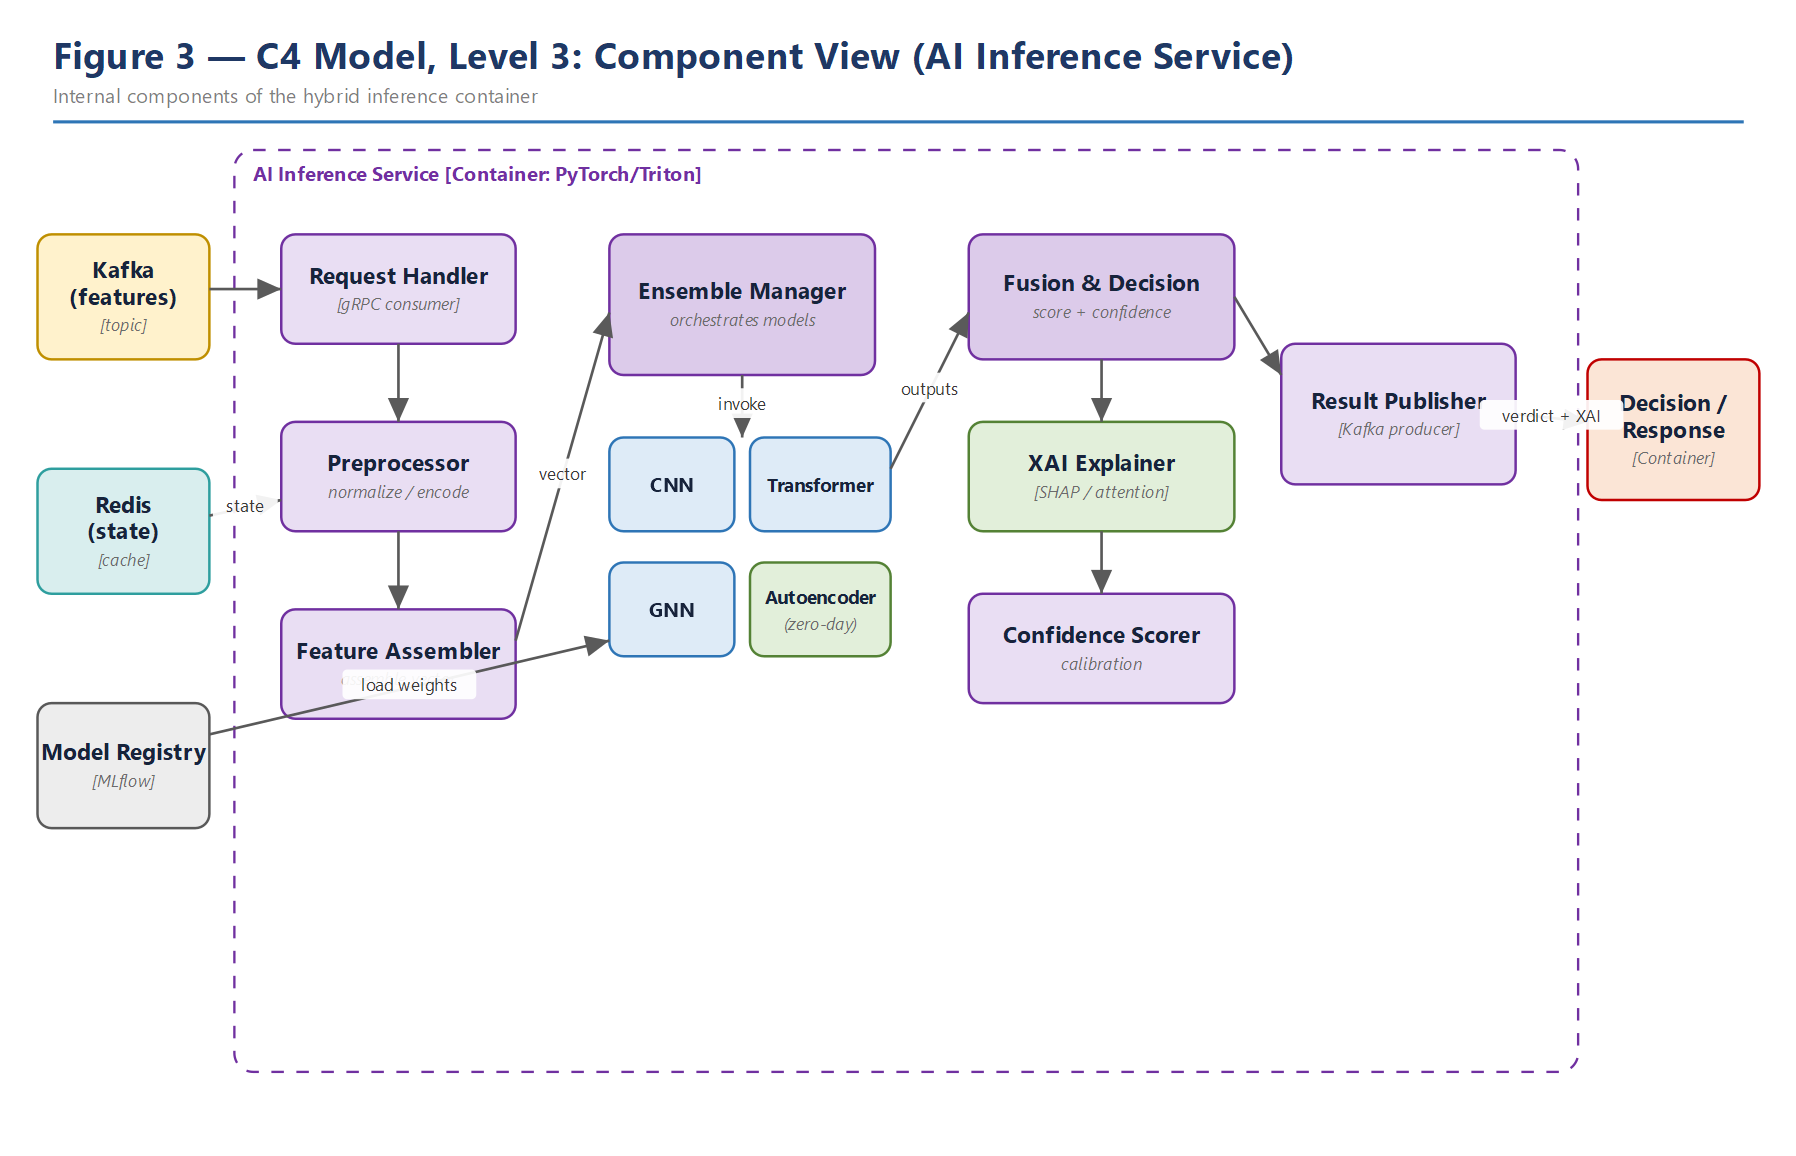 Figure 3 — C4 Model, Level 3: Component View (AI Inference Service)
Internal components of the hybrid inference container
AI Inference Service [Container: PyTorch/Triton]
Kafka
(features)
[topic]
Request Handler
[gRPC consumer]
Ensemble Manager
orchestrates models
Fusion & Decision
score + confidence
Result Publisher
[Kafka producer]
verdict + XAI
Decision /
Response
[Container]
invoke
outputs
Redis
(state)
[cache]
state
Preprocessor
normalize / encode
vector
CNN
Transformer
XAI Explainer
[SHAP / attention]
GNN
Autoencoder
(zero-day)
Feature Assembler
load weights
Confidence Scorer
calibration
Model Registry
[MLflow]